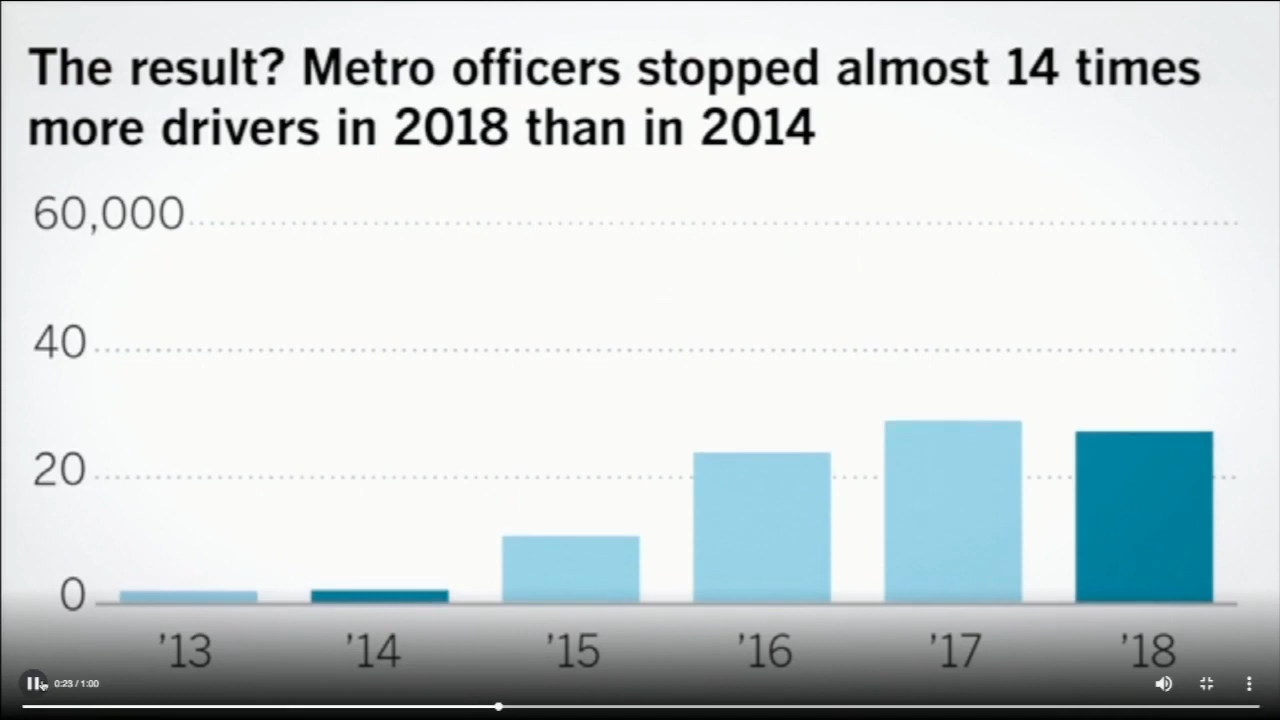 The result? Metro officers stopped almost 14 times
more drivers in 2018 than in 2014
60,000
40
20
0
’13 ’14 ’15 ’16 ’17 ’18
0:23 / 1:00